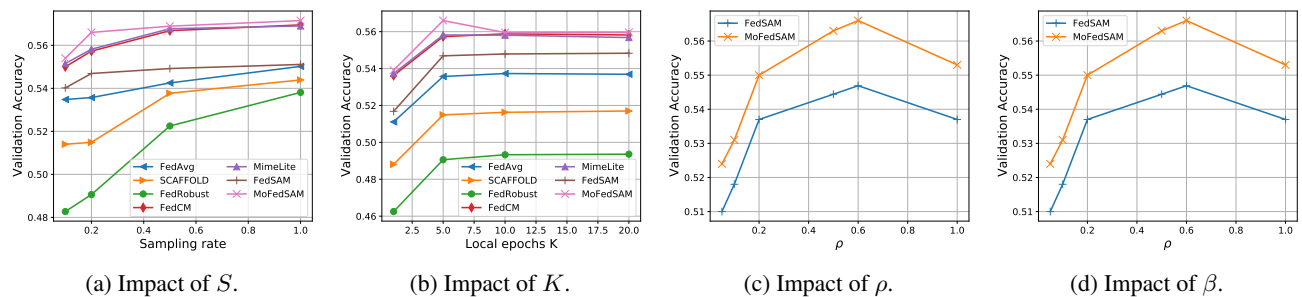 Validation Accuracy
0.56
0.54
0.52
0.50
0.48
0.2 0.4 0.6 0.8 1.0
Sampling rate
FedAvg
SCAFFOLD
FedRobust
FedCM
MimeLite
FedSAM
MoFedSAM
(a) Impact of S.
Validation Accuracy
0.56
0.54
0.52
0.50
0.48
0.46
2.5 5.0 7.5 10.0 12.5 15.0 17.5 20.0
Local epochs K
FedAvg
SCAFFOLD
FedRobust
FedCM
MimeLite
FedSAM
MoFedSAM
(b) Impact of K.
Validation Accuracy
0.56
0.55
0.54
0.53
0.52
0.51
0.2 0.4 0.6 0.8 1.0
ρ
FedSAM
MoFedSAM
(c) Impact of ρ.
Validation Accuracy
0.56
0.55
0.54
0.53
0.52
0.51
0.2 0.4 0.6 0.8 1.0
ρ
FedSAM
MoFedSAM
(d) Impact of β.